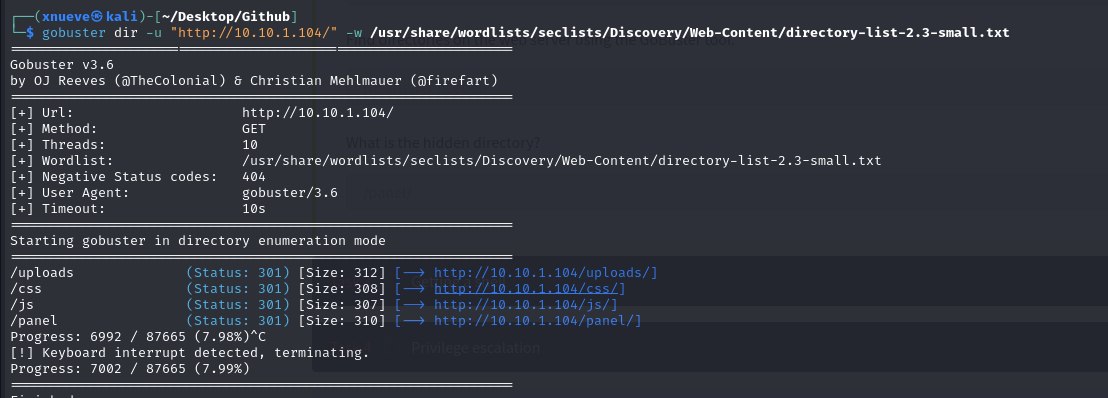 ┌──(xnueve㉿kali)-[~/Desktop/Github]
└─$ gobuster dir -u "http://10.10.1.104/" -w /usr/share/wordlists/seclists/Discovery/Web-Content/directory-list-2.3-small.txt
===============================================================
Gobuster v3.6
by OJ Reeves (@TheColonial) & Christian Mehlmauer (@firefart)
===============================================================
[+] Url:                     http://10.10.1.104/
[+] Method:                  GET
[+] Threads:                 10
What is the hidden directory?
[+] Wordlist:                /usr/share/wordlists/seclists/Discovery/Web-Content/directory-list-2.3-small.txt
[+] Negative Status codes:   404
[+] User Agent:              gobuster/3.6
/panel/
[+] Timeout:                 10s
===============================================================
Starting gobuster in directory enumeration mode
===============================================================
/uploads              (Status: 301) [Size: 312] [--> http://10.10.1.104/uploads/]
/css                  (Status: 301) [Size: 308] [--> http://10.10.1.104/css/]
/js                   (Status: 301) [Size: 307] [--> http://10.10.1.104/js/]
/panel                (Status: 301) [Size: 310] [--> http://10.10.1.104/panel/]
Progress: 6992 / 87665 (7.98%)^C
[!] Keyboard interrupt detected, terminating.
Privilege escalation
Progress: 7002 / 87665 (7.99%)
===============================================================